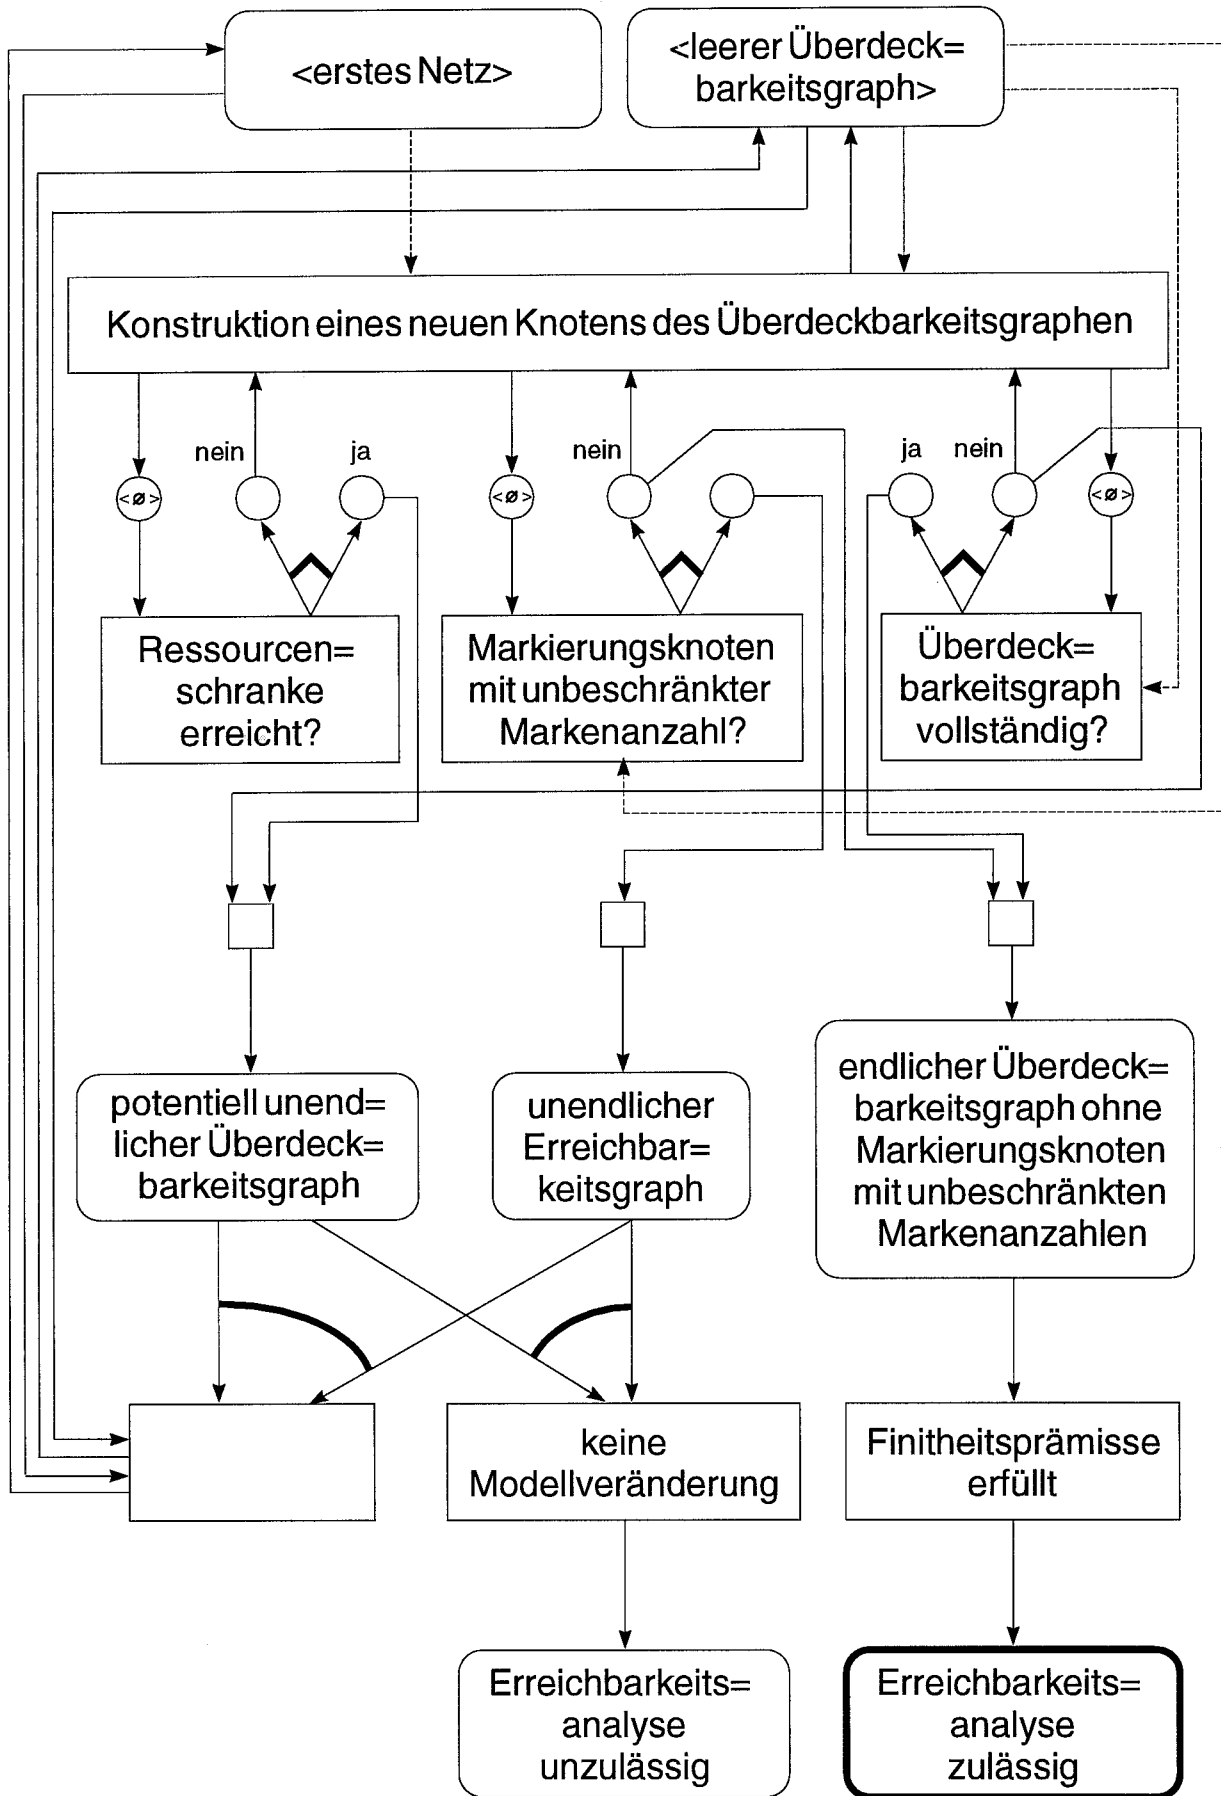 <erstes Netz>
<leerer Überdeck=
barkeitsgraph>
Konstruktion eines neuen Knotens des Überdeckbarkeitsgraphen
nein
ja
nein
ja
nein
<ø>
<ø>
<ø>
Ressourcen=
schranke
erreicht?
Markierungsknoten
mit unbeschränkter
Markenanzahl?
Überdeck=
barkeitsgraph
vollständig?
potentiell unend=
licher Überdeck=
barkeitsgraph
unendlicher
Erreichbar=
keitsgraph
endlicher Überdeck=
barkeitsgraph ohne
Markierungsknoten
mit unbeschränkten
Markenanzahlen
keine
Modellveränderung
Finitheitsprämisse
erfüllt
Erreichbarkeits=
analyse
unzulässig
Erreichbarkeits=
analyse
zulässig